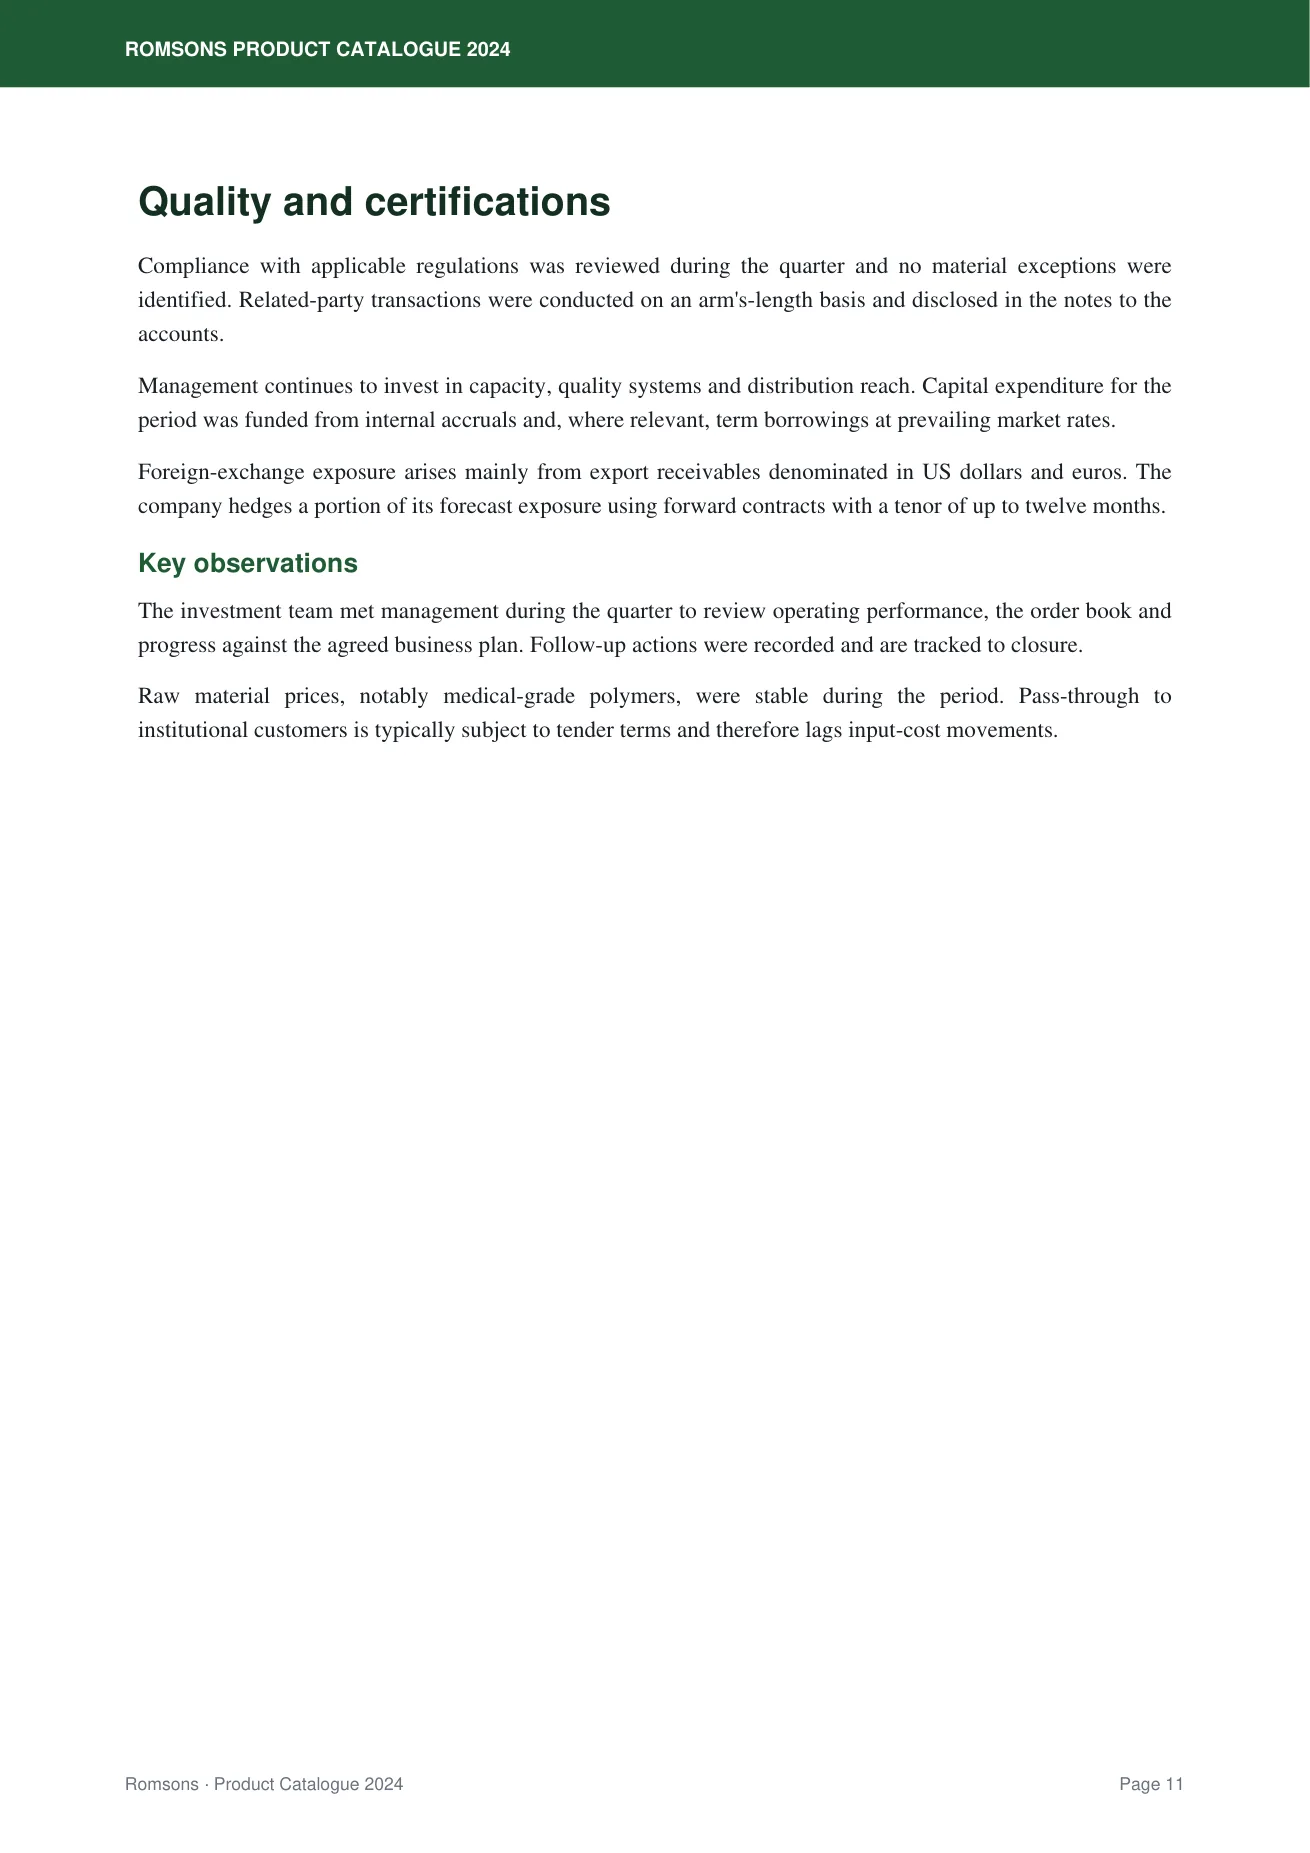 ROMSONS PRODUCT CATALOGUE 2024
Quality and certifications
Compliance with applicable regulations was reviewed during the quarter and no material exceptions were
identified. Related-party transactions were conducted on an arm's-length basis and disclosed in the notes to the
accounts.
Management continues to invest in capacity, quality systems and distribution reach. Capital expenditure for the
period was funded from internal accruals and, where relevant, term borrowings at prevailing market rates.
Foreign-exchange exposure arises mainly from export receivables denominated in US dollars and euros. The
company hedges a portion of its forecast exposure using forward contracts with a tenor of up to twelve months.
Key observations
The investment team met management during the quarter to review operating performance, the order book and
progress against the agreed business plan. Follow-up actions were recorded and are tracked to closure.
Raw material prices, notably medical-grade polymers, were stable during the period. Pass-through to
institutional customers is typically subject to tender terms and therefore lags input-cost movements.
Romsons · Product Catalogue 2024
Page 11